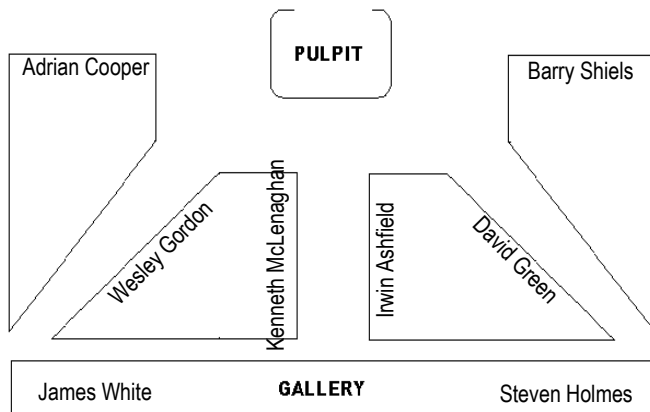 PULPIT
Adrian Cooper
Barry Shiels
Wesley Gordon
Kenneth McLenaghan
Irwin Ashfield
David Green
James White
GALLERY
Steven Holmes